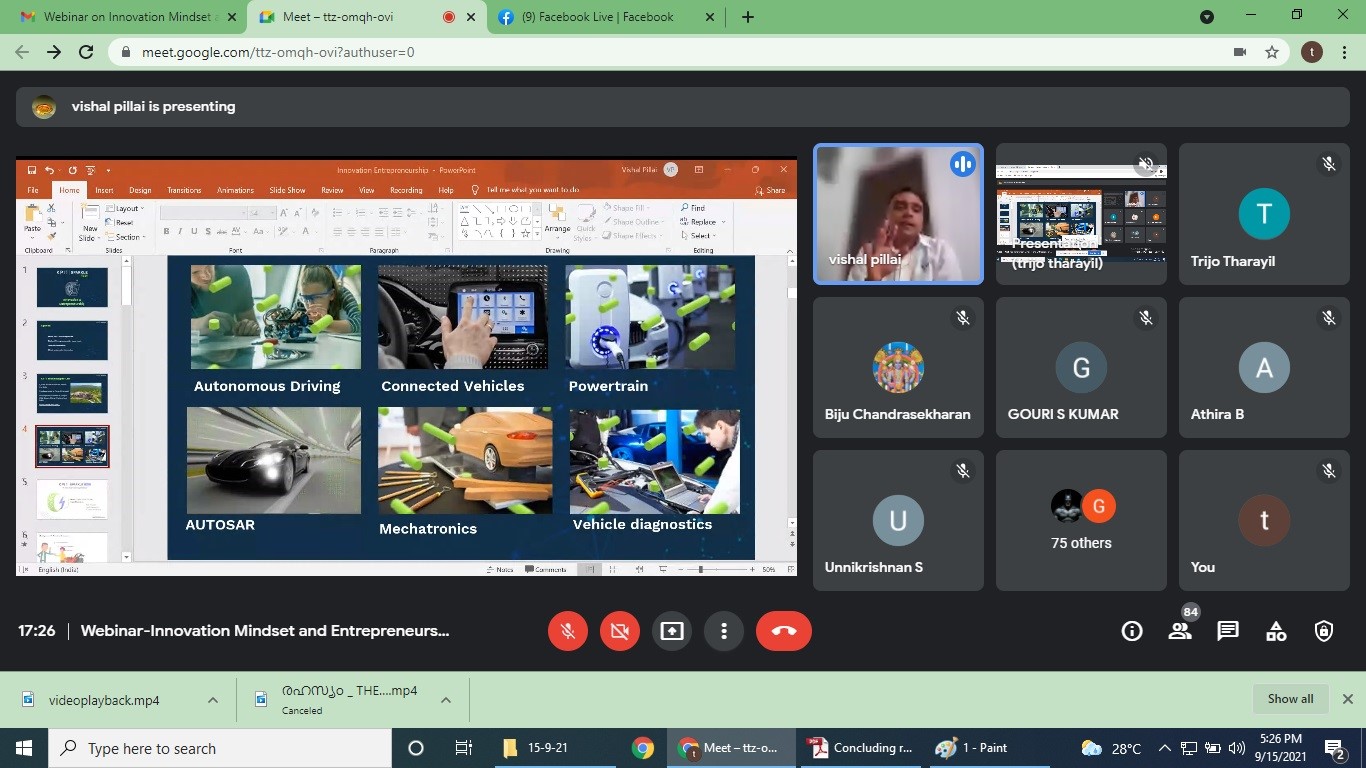 Webinar on Innovation Mindset a
Meet – ttz-omqh-ovi
(9) Facebook Live | Facebook
meet.google.com/ttz-omqh-ovi?authuser=0
t
vishal pillai is presenting
Innovation Entrepreneurship - PowerPoint
Vishal Pillai
VP
File
Home
Insert
Design
Transitions
Animations
Slide Show
Review
View
Recording
Help
Tell me what you want to do
Share
Paste
New
Slide
Layout
Reset
Section
Arrange
Quick
Styles
Shape Fill
Shape Outline
Shape Effects
Find
Replace
Select
Clipboard
Slides
Font
Paragraph
Drawing
Editing
1
2
3
4
5
6
Autonomous Driving
Connected Vehicles
Powertrain
AUTOSAR
Mechatronics
Vehicle diagnostics
English (India)
Notes
Comments
50%
vishal pillai
Presentation
(trijo tharayil)
T
Trijo Tharayil
Biju Chandrasekharan
G
GOURI S KUMAR
A
Athira B
U
Unnikrishnan S
G
75 others
t
You
17:26
Webinar-Innovation Mindset and Entrepreneurs...
84
videoplayback.mp4
രഹസ്യം _ THE....mp4
Canceled
Show all
Type here to search
15-9-21
Meet – ttz-o...
Concluding r...
1 - Paint
28°C
5:26 PM
9/15/2021
2